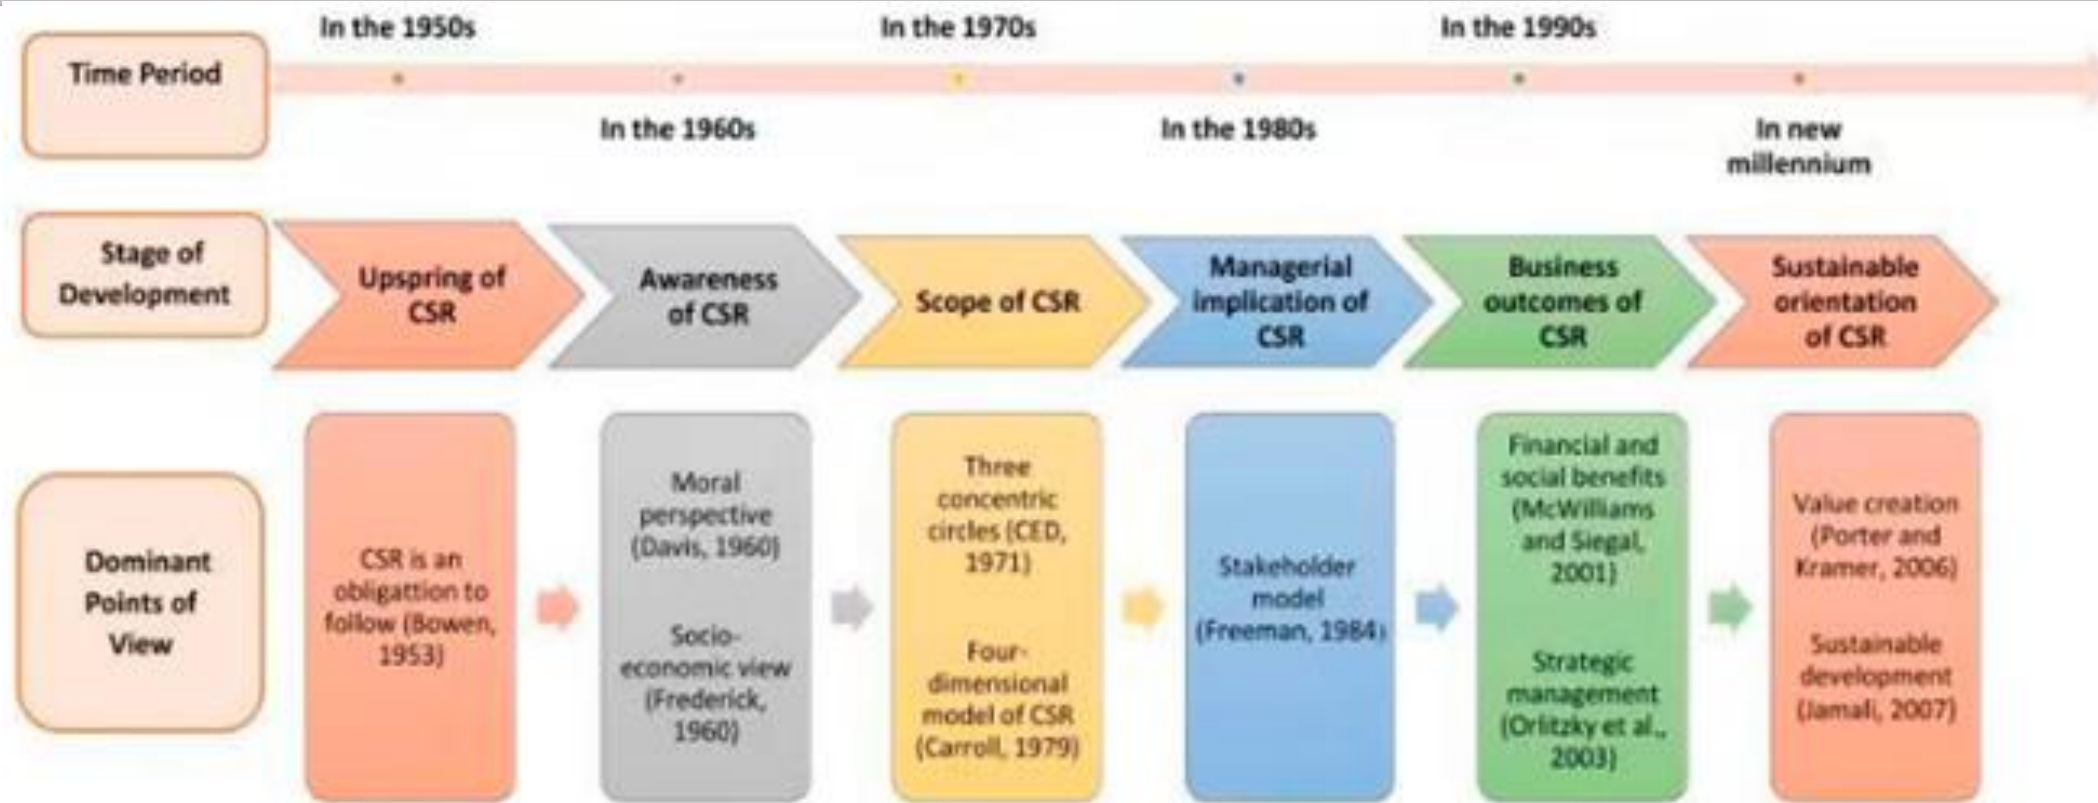 In the 1950s
In the 1970s
In the 1990s
Time Period
In the 1960s
In the 1980s
In new
millennium
Stage of
Development
Upspring of
CSR
Awareness
of CSR
Scope of CSR
Managerial
implication of
CSR
Business
outcomes of
CSR
Sustainable
orientation
of CSR
Dominant
Points of
View
CSR is an
obligattion to
follow (Bowen,
1953)
Moral
perspective
(Davis, 1960)
Socio-
economic view
(Frederick,
1960)
Three
concentric
circles (CED,
1971)
Four-
dimensional
model of CSR
(Carroll, 1979)
Stakeholder
model
(Freeman, 1984)
Financial and
social benefits
(McWilliams
and Siegal,
2001)
Strategic
management
(Orlitzky et al.,
2003)
Value creation
(Porter and
Kramer, 2006)
Sustainable
development
(Jamali, 2007)